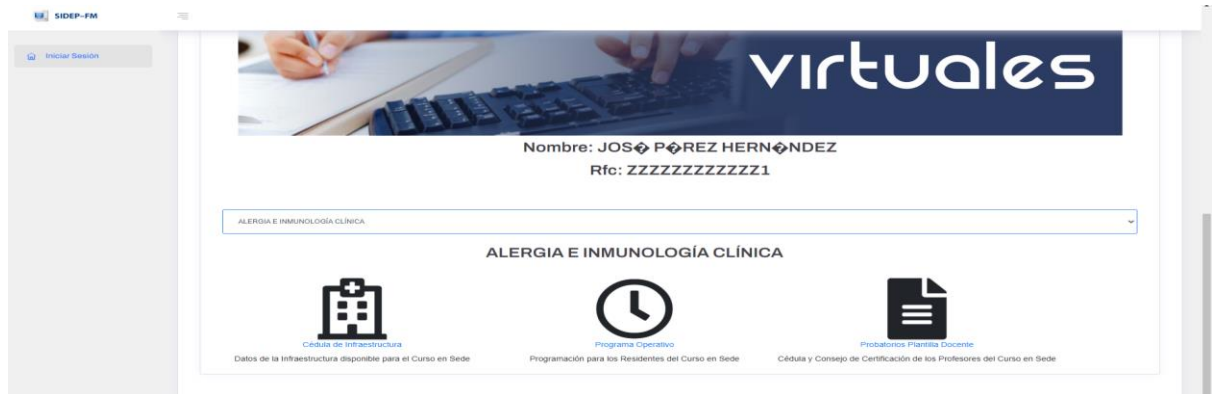 SIDEP-FM
Iniciar Sesión
virtuales
Nombre: JOS� P�REZ HERN�NDEZ
Rfc: ZZZZZZZZZZZZ1
ALERGIA E INMUNOLOGÍA CLÍNICA
ALERGIA E INMUNOLOGÍA CLÍNICA
Cédula de Infraestructura
Programa Operativo
Probatorios Plantilla Docente
Datos de la Infraestructura disponible para el Curso en Sede
Programación para los Residentes del Curso en Sede
Cédula y Consejo de Certificación de los Profesores del Curso en Sede